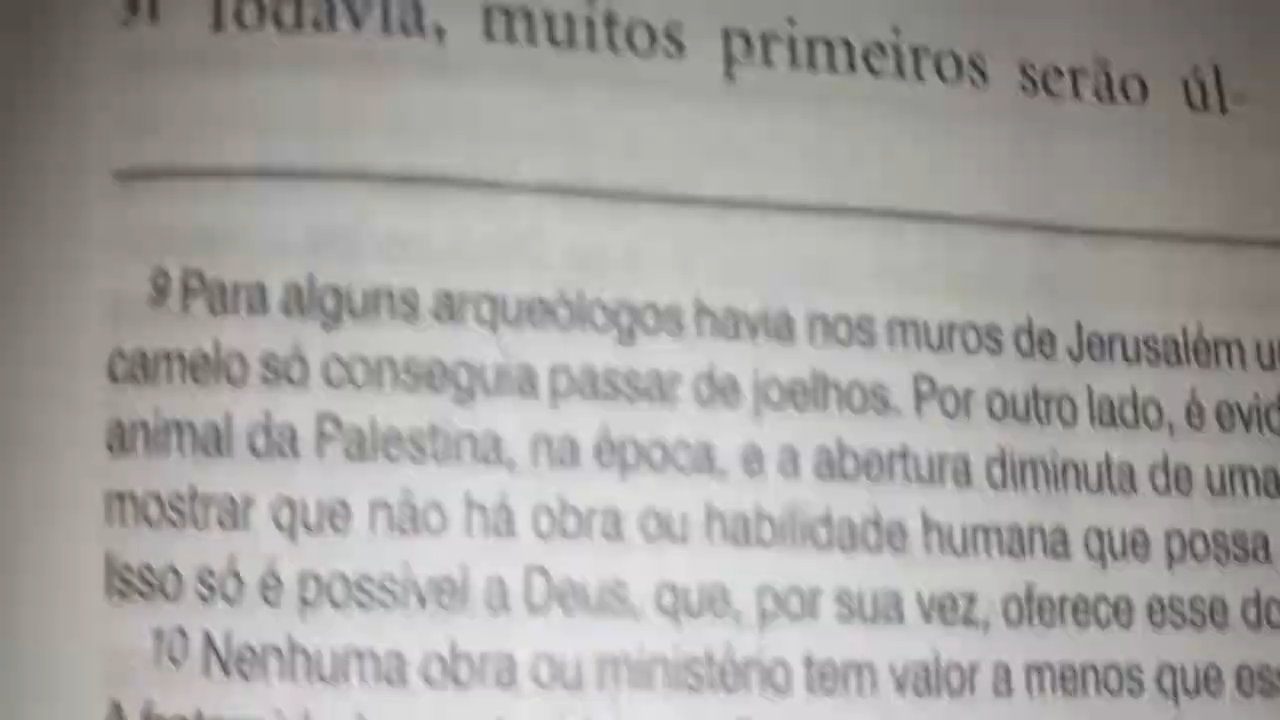 31 Todavia, muitos primeiros serão úl-
9 Para alguns arqueólogos havia nos muros de Jerusalém
camelo só conseguia passar de joelhos. Por outro lado, é
animal da Palestina, na época, e a abertura diminuta de uma
mostrar que não há obra ou habilidade humana que possa
Isso só é possível a Deus, que, por sua vez, oferece esse
10 Nenhuma obra ou ministério tem valor a menos que